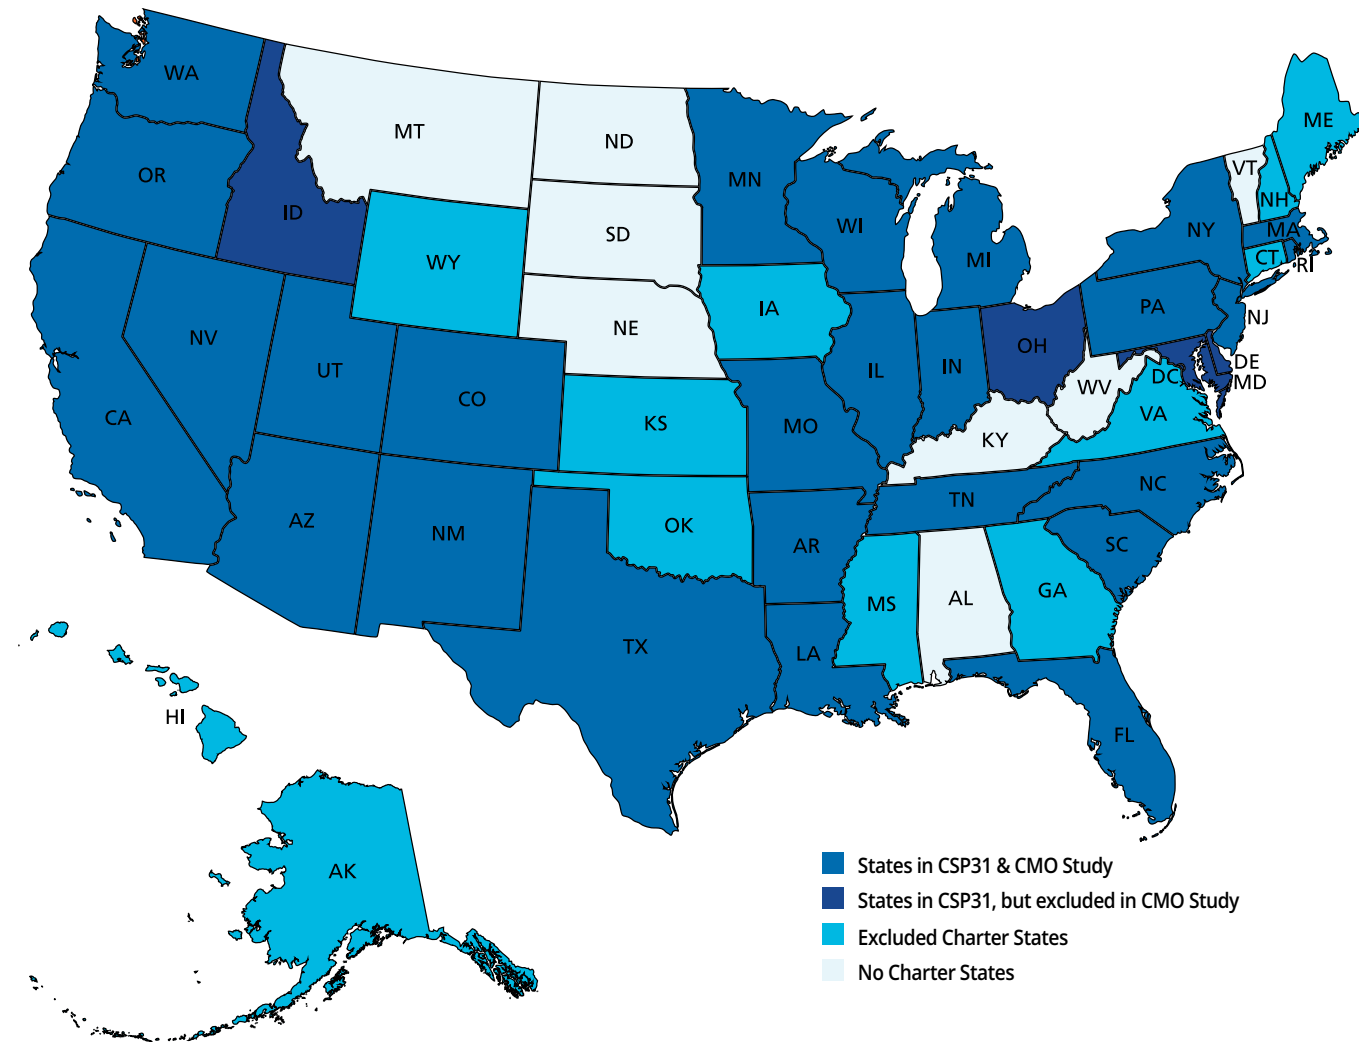 WA
MT
ND
MN
ME
OR
ID
SD
WI
MI
VT
NH
NY
MA
CT
RI
WY
IA
NE
PA
NJ
NV
UT
CO
IL
IN
OH
WV
DC
DE
MD
CA
KS
MO
KY
VA
AZ
NM
OK
AR
TN
NC
SC
MS
AL
GA
TX
LA
FL
HI
AK
States in CSP31 & CMO Study
States in CSP31, but excluded in CMO Study
Excluded Charter States
No Charter States